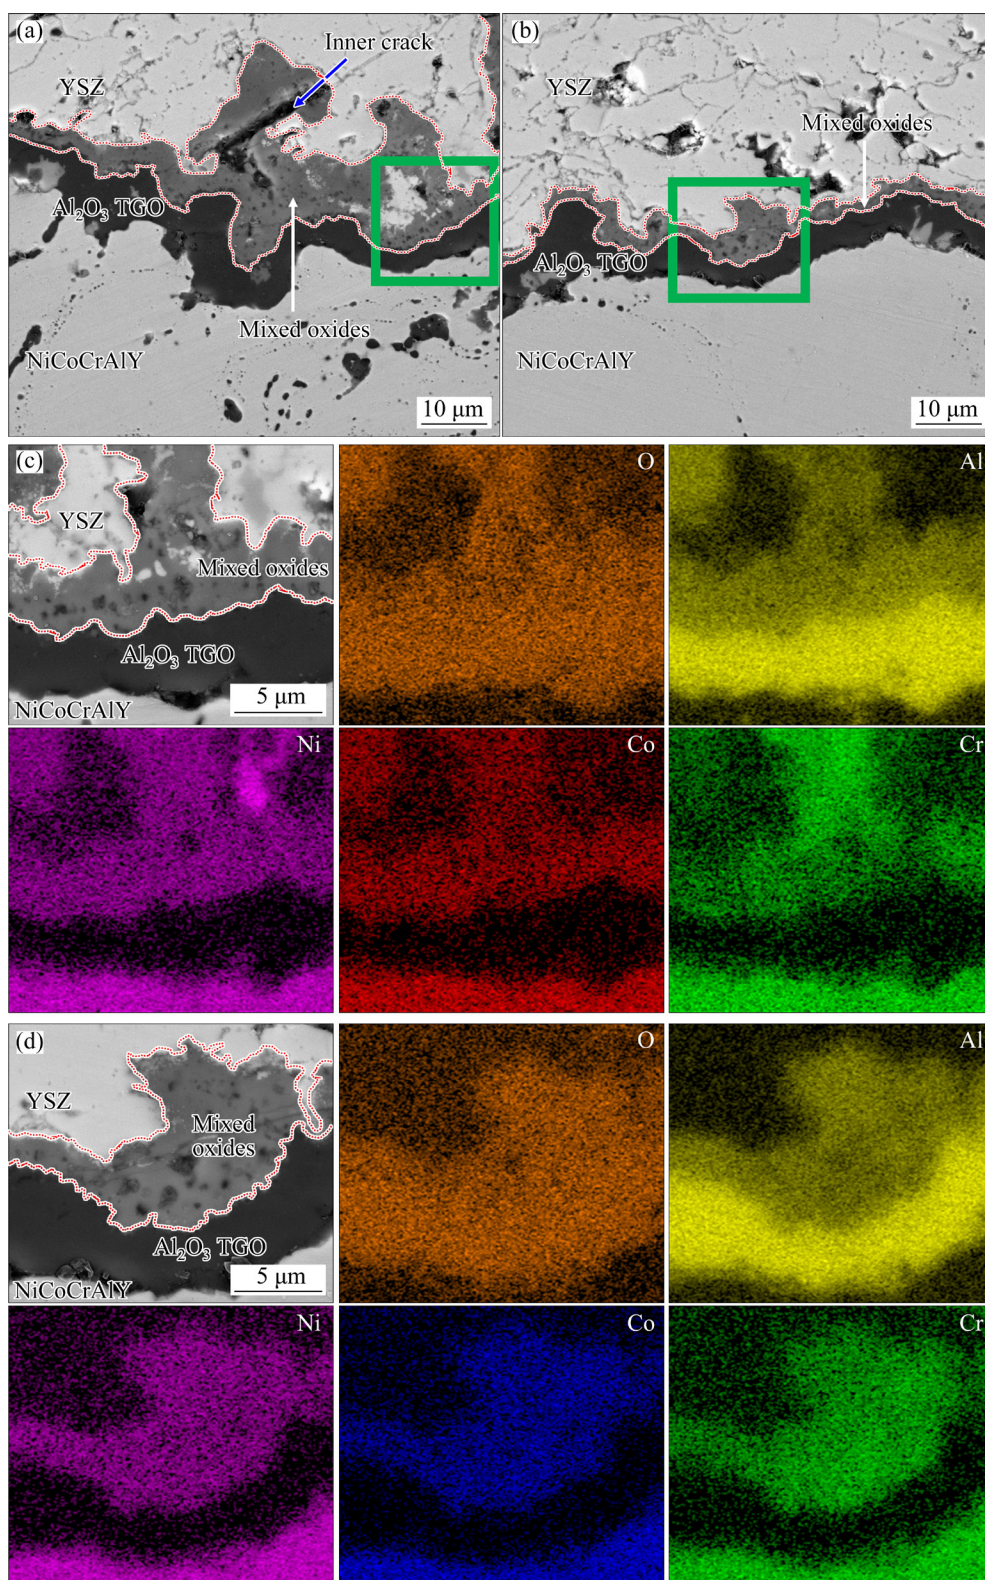 (a)
Inner crack
YSZ
Al₂O₃ TGO
Mixed oxides
NiCoCrAlY
10 μm
(b)
YSZ
Mixed oxides
Al₂O₃ TGO
NiCoCrAlY
10 μm
(c)
YSZ
Mixed oxides
Al₂O₃ TGO
NiCoCrAlY
5 μm
O
Al
Ni
Co
Cr
(d)
YSZ
Mixed
oxides
Al₂O₃ TGO
NiCoCrAlY
5 μm
O
Al
Ni
Co
Cr